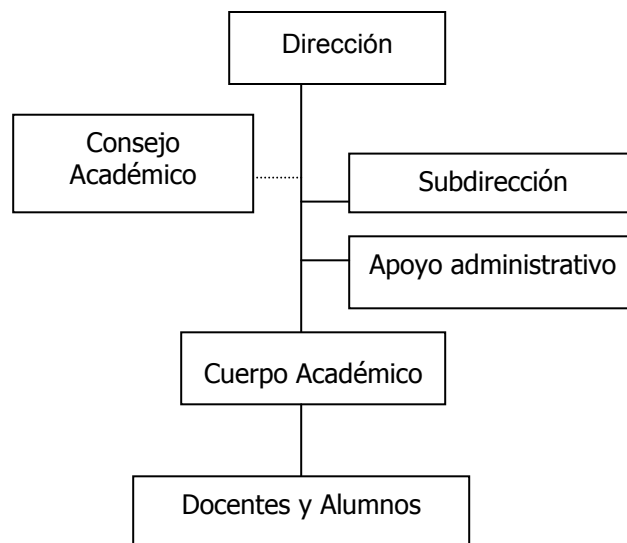 Dirección
Consejo
Académico
Subdirección
Apoyo administrativo
Cuerpo Académico
Docentes y Alumnos